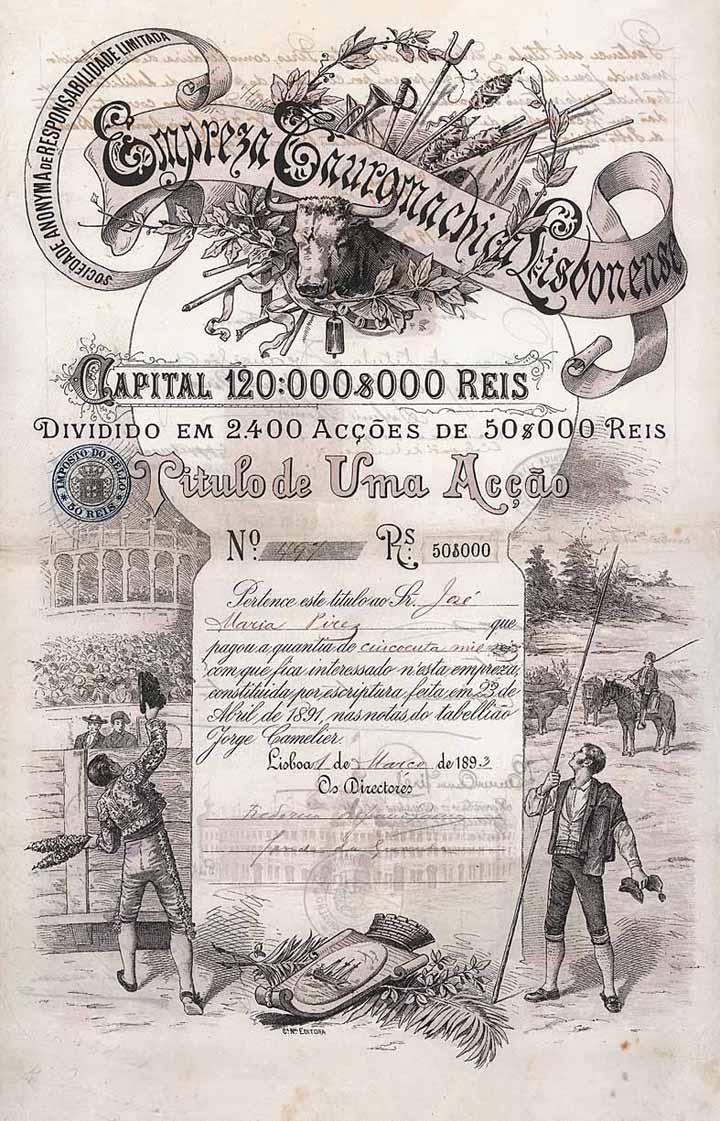 SOCIEDADE ANONYMA DE RESPONSABILIDADE LIMITADA
Empreza Tauromachica Lisbonense
CAPITAL 120:000$000 REIS
DIVIDIDO EM 2.400 ACÇÕES DE 50$000 REIS
IMPOSTO DO SELLO
50 REIS
Titulo de Uma Acção
Nº 497 Rs. 50$000
Pertence este titulo ao Sr. José
Maria Pirez que
pagou a quantia de cincoenta mil reis
com que fica interessado n'esta empreza,
constituida por escriptura feita em 23 de
Abril de 1891, nas notas do tabellião
Jorge Camelier.
Lisboa 1 de Março de 1893
Os Directores
Cª Nal EDITORA